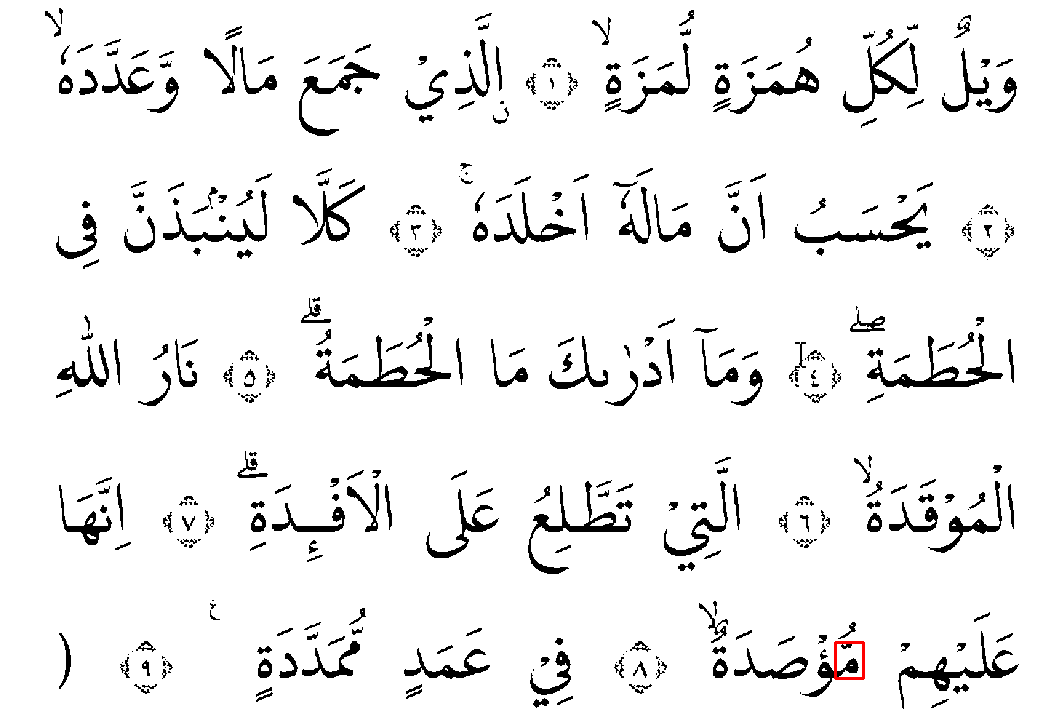 وَيْلٌ لِّكُلِّ هُمَزَةٍ لُّمَزَةٍۙ ١ ۨالَّذِيْ جَمَعَ مَالًا وَّعَدَّدَهٗۙ
٢ يَحْسَبُ اَنَّ مَالَهٗٓ اَخْلَدَهٗۚ ٣ كَلَّا لَيُنْۢبَذَنَّ فِى
الْحُطَمَةِۖ ٤ وَمَآ اَدْرٰىكَ مَا الْحُطَمَةُۗ ٥ نَارُ اللّٰهِ
الْمُوْقَدَةُۙ ٦ الَّتِيْ تَطَّلِعُ عَلَى الْاَفْـِٕدَةِۗ ٧ اِنَّهَا
عَلَيْهِمْ مُّؤْصَدَةٌۙ ٨ فِيْ عَمَدٍ مُّمَدَّدَةٍ ࣖ ٩ (